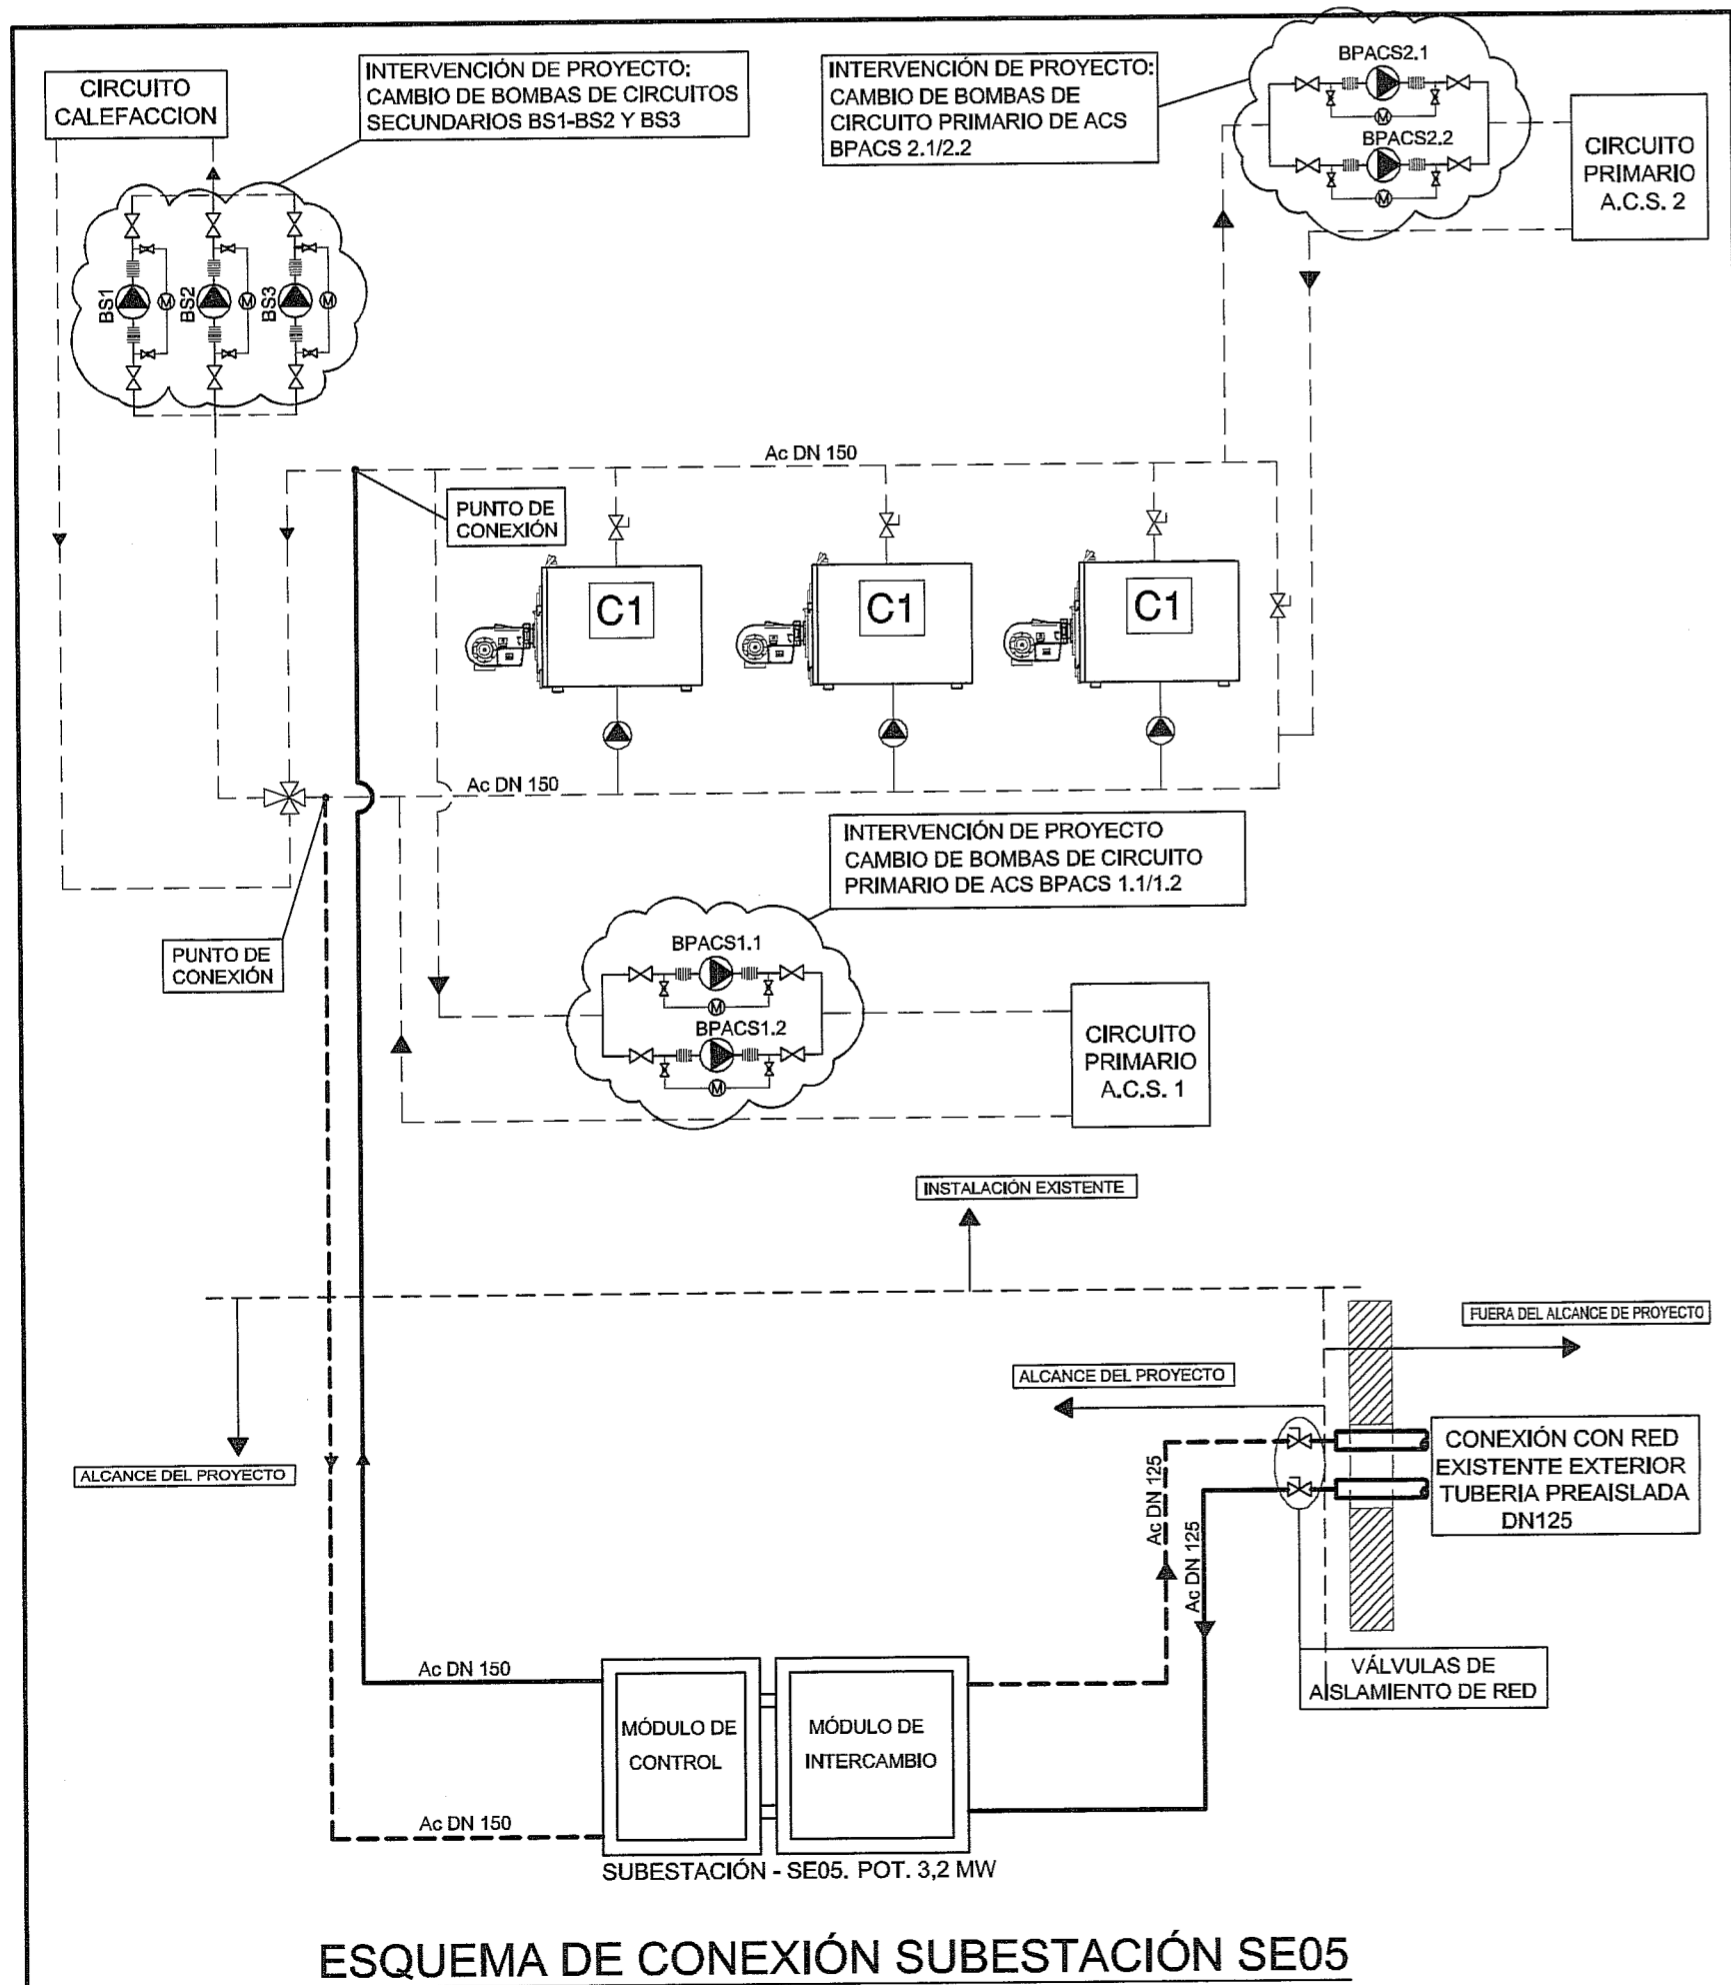 CIRCUITO
CALEFACCION
INTERVENCIÓN DE PROYECTO:
CAMBIO DE BOMBAS DE CIRCUITOS
SECUNDARIOS BS1-BS2 Y BS3
INTERVENCIÓN DE PROYECTO:
CAMBIO DE BOMBAS DE
CIRCUITO PRIMARIO DE ACS
BPACS 2.1/2.2
BPACS2.1
M
BPACS2.2
M
CIRCUITO
PRIMARIO
A.C.S. 2
BS1
M
BS2
M
BS3
M
Ac DN 150
PUNTO DE
CONEXIÓN
C1
C1
C1
Ac DN 150
INTERVENCIÓN DE PROYECTO
CAMBIO DE BOMBAS DE CIRCUITO
PRIMARIO DE ACS BPACS 1.1/1.2
PUNTO DE
CONEXIÓN
BPACS1.1
M
BPACS1.2
M
CIRCUITO
PRIMARIO
A.C.S. 1
INSTALACIÓN EXISTENTE
FUERA DEL ALCANCE DE PROYECTO
ALCANCE DEL PROYECTO
ALCANCE DEL PROYECTO
CONEXIÓN CON RED
EXISTENTE EXTERIOR
TUBERIA PREAISLADA
DN125
Ac DN 125
Ac DN 125
VÁLVULAS DE
AISLAMIENTO DE RED
Ac DN 150
MÓDULO DE
CONTROL
MÓDULO DE
INTERCAMBIO
Ac DN 150
SUBESTACIÓN - SE05. POT. 3,2 MW
ESQUEMA DE CONEXIÓN SUBESTACIÓN SE05